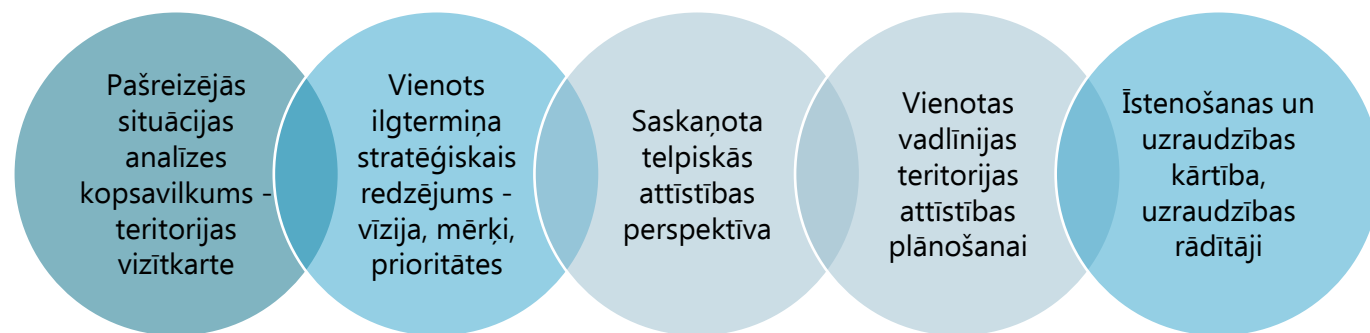 Pašreizējās
situācijas
analīzes
kopsavilkums -
teritorijas
vizītkarte
Vienots
ilgtermiņa
stratēģiskais
redzējums -
vīzija, mērķi,
prioritātes
Saskaņota
telpiskās
attīstības
perspektīva
Vienotas
vadlīnijas
teritorijas
attīstības
plānošanai
Īstenošanas un
uzraudzības
kārtība,
uzraudzības
rādītāji